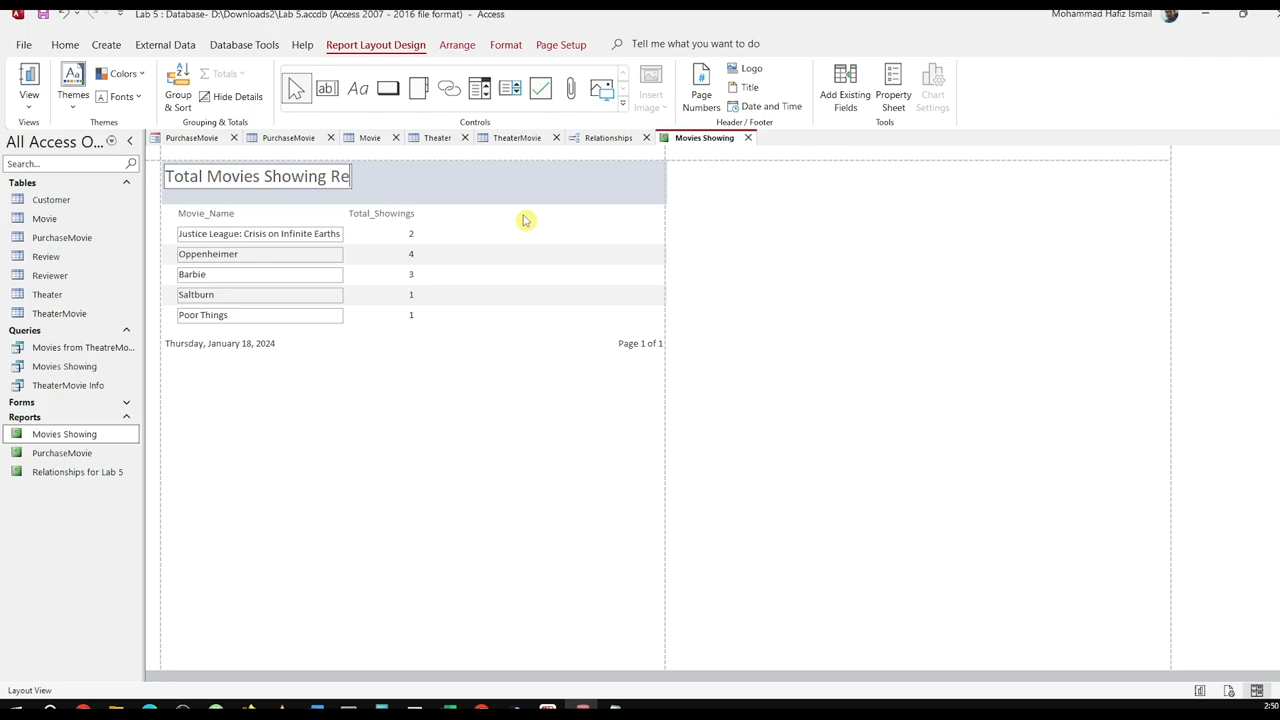 Lab 5 : Database- D:\Downloads2\Lab 5.accdb (Access 2007 - 2016 file format) - Access
Mohammad Hafiz Ismail
File Home Create External Data Database Tools Help Report Layout Design Arrange Format Page Setup Tell me what you want to do
View
Views
Themes
Colors
Fonts
Themes
Group & Sort
Totals
Hide Details
Grouping & Totals
Aa
Controls
Insert Image
Page Numbers
Logo
Title
Date and Time
Header / Footer
Add Existing Fields
Property Sheet
Chart Settings
Tools
All Access O...
Search...
Tables
Customer
Movie
PurchaseMovie
Review
Reviewer
Theater
TheaterMovie
Queries
Movies from TheatreMo...
Movies Showing
TheaterMovie Info
Forms
Reports
Movies Showing
PurchaseMovie
Relationships for Lab 5
PurchaseMovie PurchaseMovie Movie Theater TheaterMovie Relationships Movies Showing
Total Movies Showing Re
Movie_Name Total_Showings
Justice League: Crisis on Infinite Earths 2
Oppenheimer 4
Barbie 3
Saltburn 1
Poor Things 1
Thursday, January 18, 2024 Page 1 of 1
Layout View
2:50